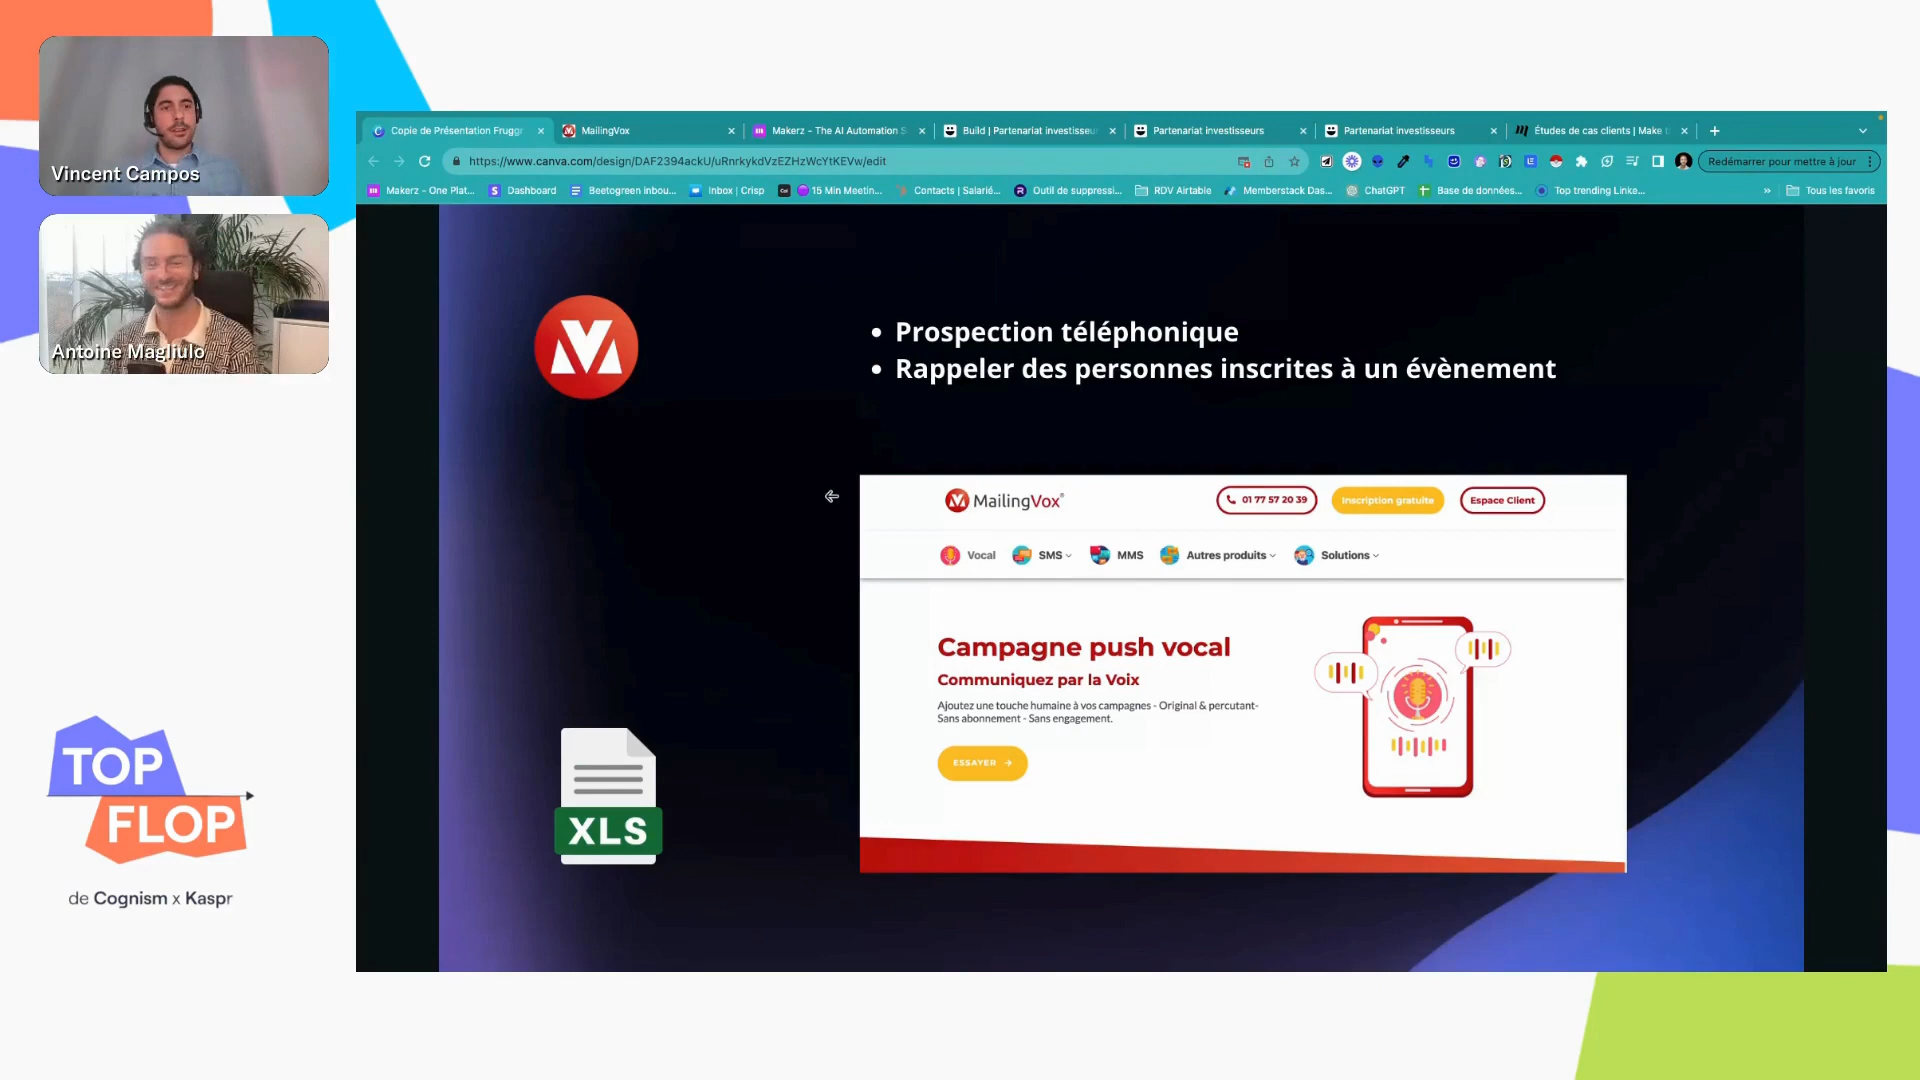 Vincent Campos
Antoine Magliulo
TOP
FLOP
de Cognism x Kaspr
Copie de Présentation Fruggr
MailingVox
Makerz - The AI Automation S
Build | Partenariat investisseur
Partenariat investisseurs
Partenariat investisseurs
Études de cas clients | Make
https://www.canva.com/design/DAF2394ackU/uRnrkykdVzEZHzWcYtKEVw/edit
Redémarrer pour mettre à jour
Makerz - One Plat...
Dashboard
Beetogreen inbou...
Inbox | Crisp
15 Min Meetin...
Contacts | Salarié...
Outil de suppressi...
RDV Airtable
Memberstack Das...
ChatGPT
Base de données...
Top trending Linke...
Tous les favoris
• Prospection téléphonique
• Rappeler des personnes inscrites à un évènement
MailingVox
01 77 57 20 39
Inscription gratuite
Espace Client
Vocal
SMS
MMS
Autres produits
Solutions
Campagne push vocal
Communiquez par la Voix
Ajoutez une touche humaine à vos campagnes - Original & percutant-
Sans abonnement - Sans engagement.
ESSAYER
XLS